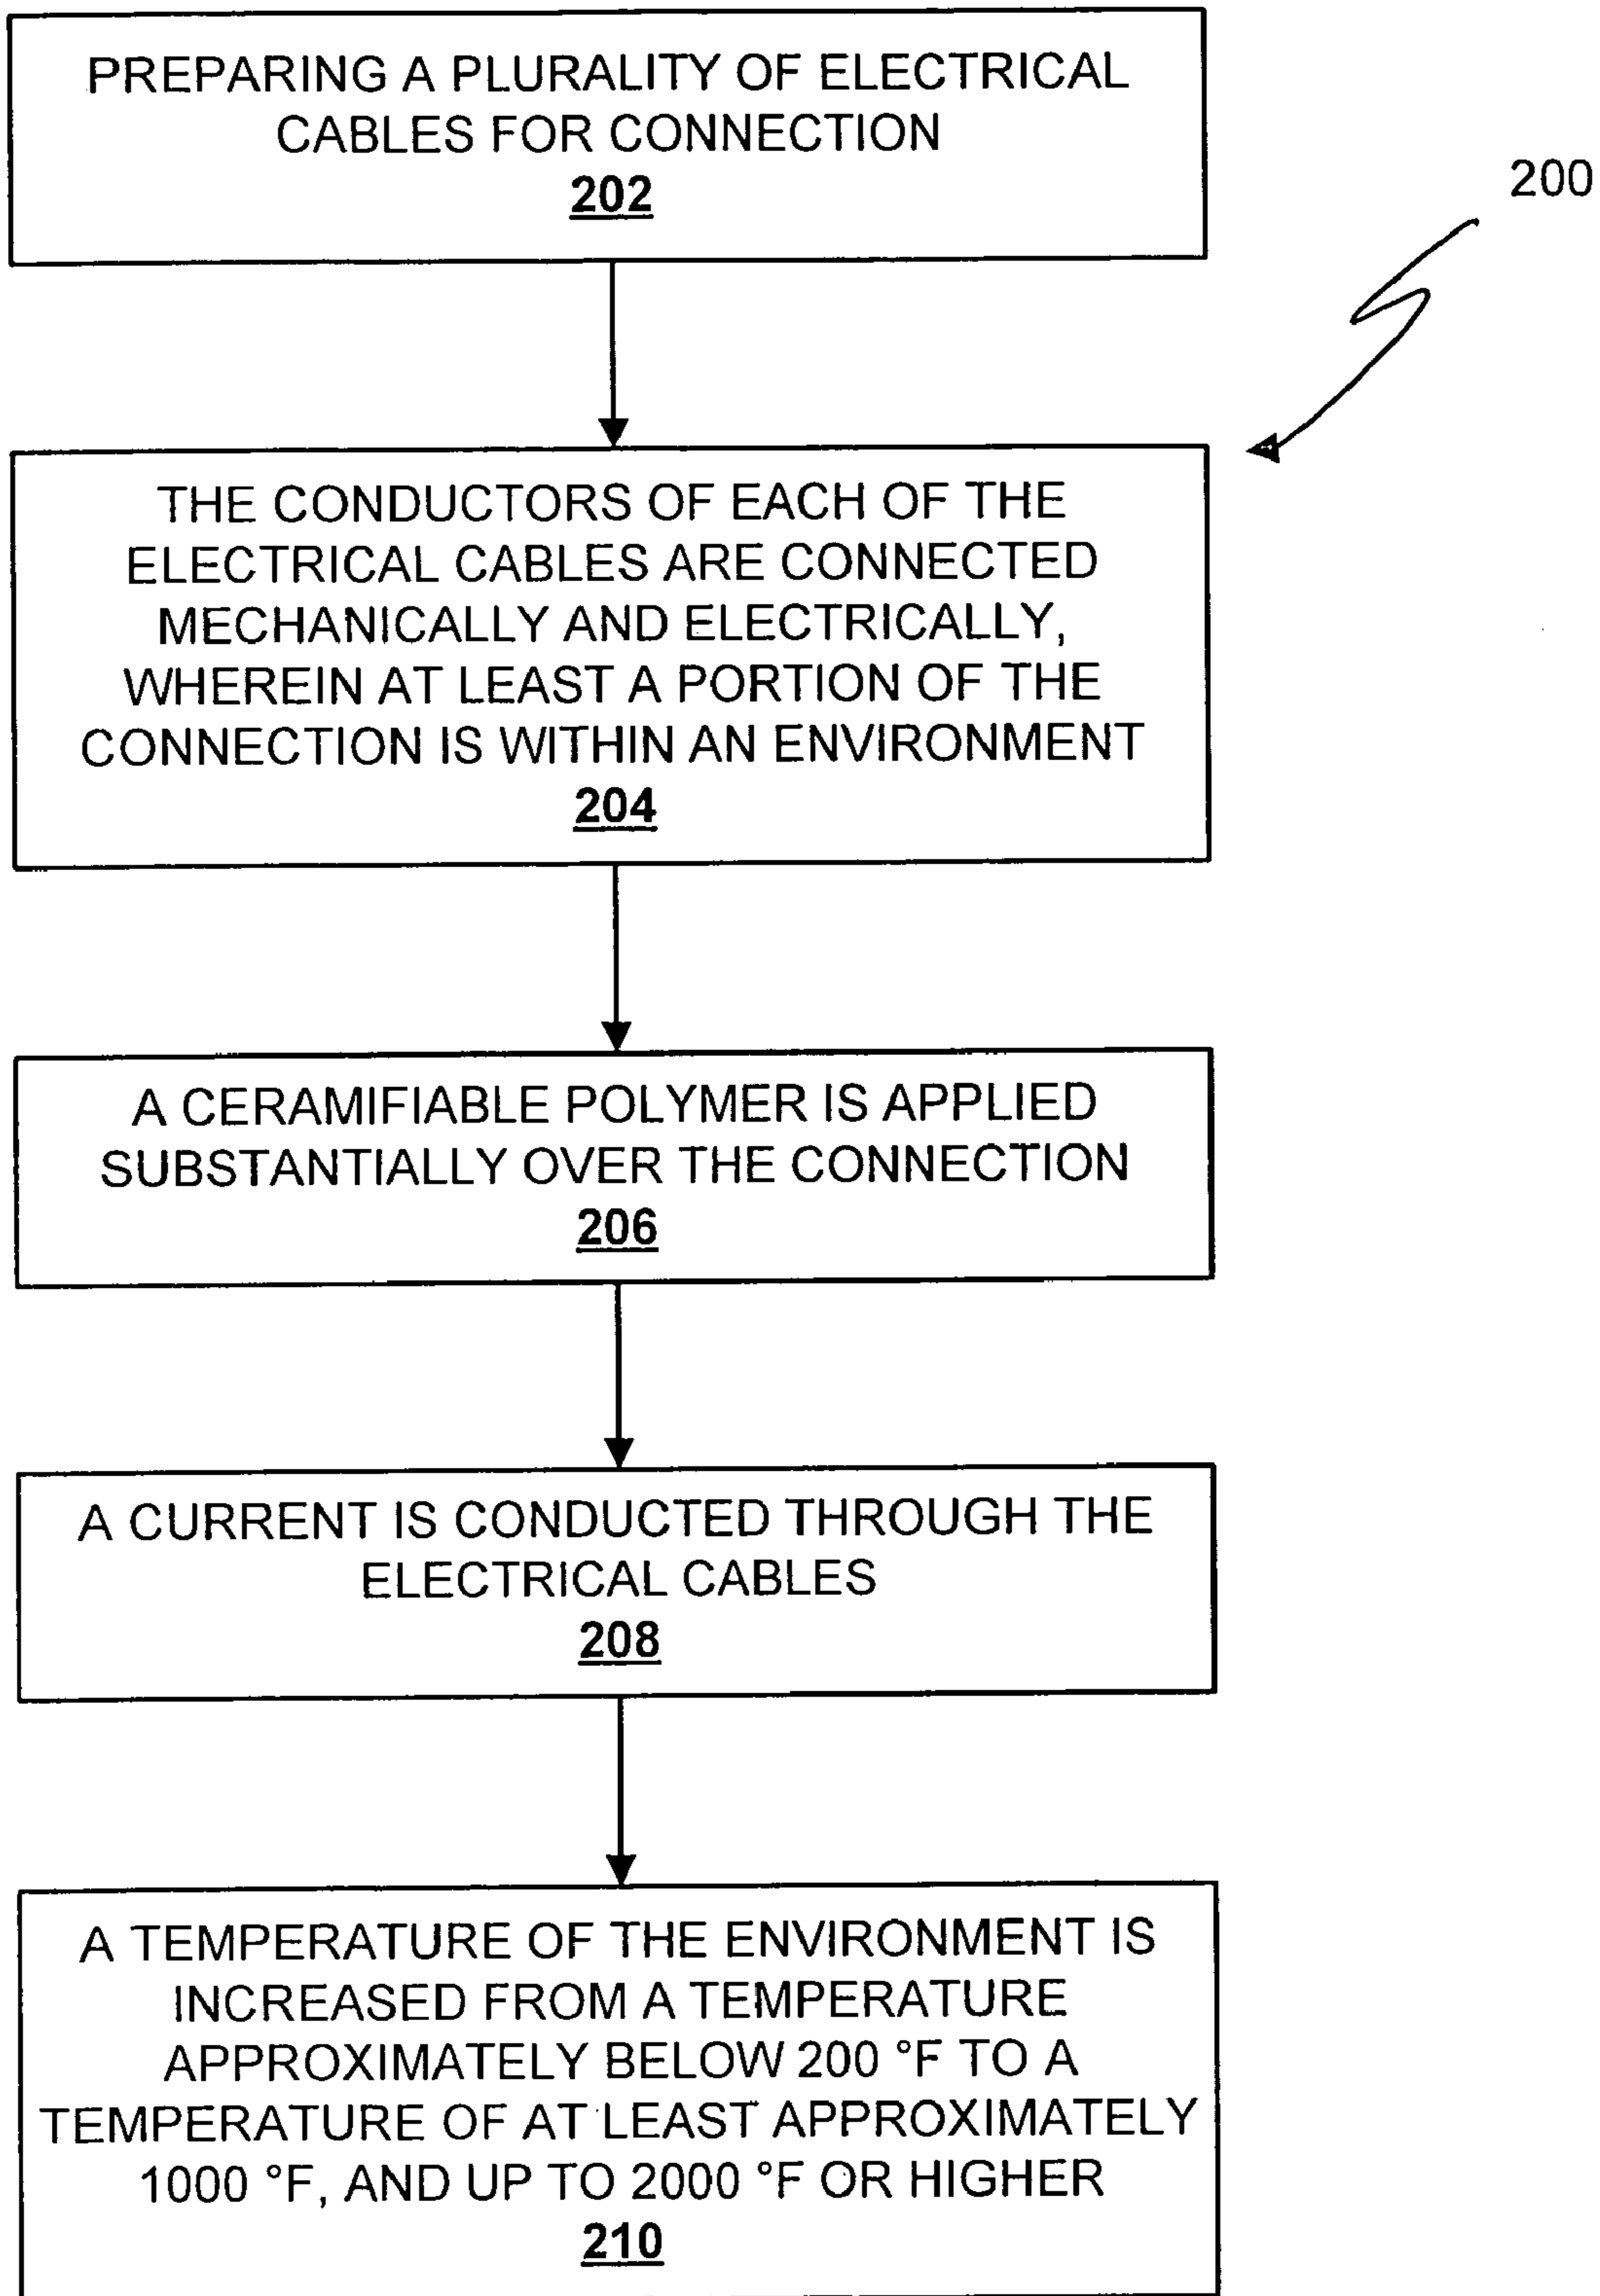 PREPARING A PLURALITY OF ELECTRICAL
CABLES FOR CONNECTION
202
200
THE CONDUCTORS OF EACH OF THE
ELECTRICAL CABLES ARE CONNECTED
MECHANICALLY AND ELECTRICALLY,
WHEREIN AT LEAST A PORTION OF THE
CONNECTION IS WITHIN AN ENVIRONMENT
204
A CERAMIFIABLE POLYMER IS APPLIED
SUBSTANTIALLY OVER THE CONNECTION
206
A CURRENT IS CONDUCTED THROUGH THE
ELECTRICAL CABLES
208
A TEMPERATURE OF THE ENVIRONMENT IS
INCREASED FROM A TEMPERATURE
APPROXIMATELY BELOW 200 °F TO A
TEMPERATURE OF AT LEAST APPROXIMATELY
1000 °F, AND UP TO 2000 °F OR HIGHER
210